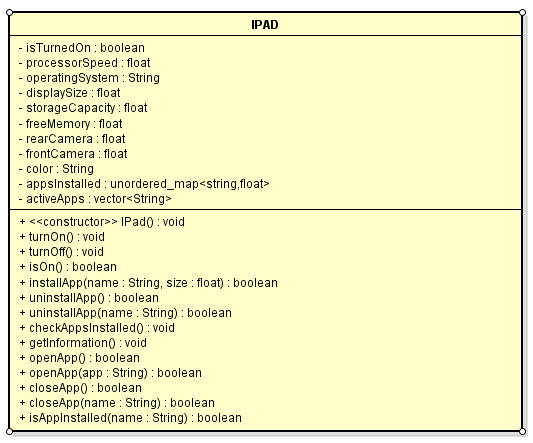 IPAD
- isTurnedOn : boolean
- processorSpeed : float
- operatingSystem : String
- displaySize : float
- storageCapacity : float
- freeMemory : float
- rearCamera : float
- frontCamera : float
- color : String
- appsInstalled : unordered_map<string,float>
- activeApps : vector<String>
+ <<constructor>> IPad() : void
+ turnOn() : void
+ turnOff() : void
+ isOn() : boolean
+ installApp(name : String, size : float) : boolean
+ uninstallApp() : boolean
+ uninstallApp(name : String) : boolean
+ checkAppsInstalled() : void
+ getInformation() : void
+ openApp() : boolean
+ openApp(app : String) : boolean
+ closeApp() : boolean
+ closeApp(name : String) : boolean
+ isAppInstalled(name : String) : boolean